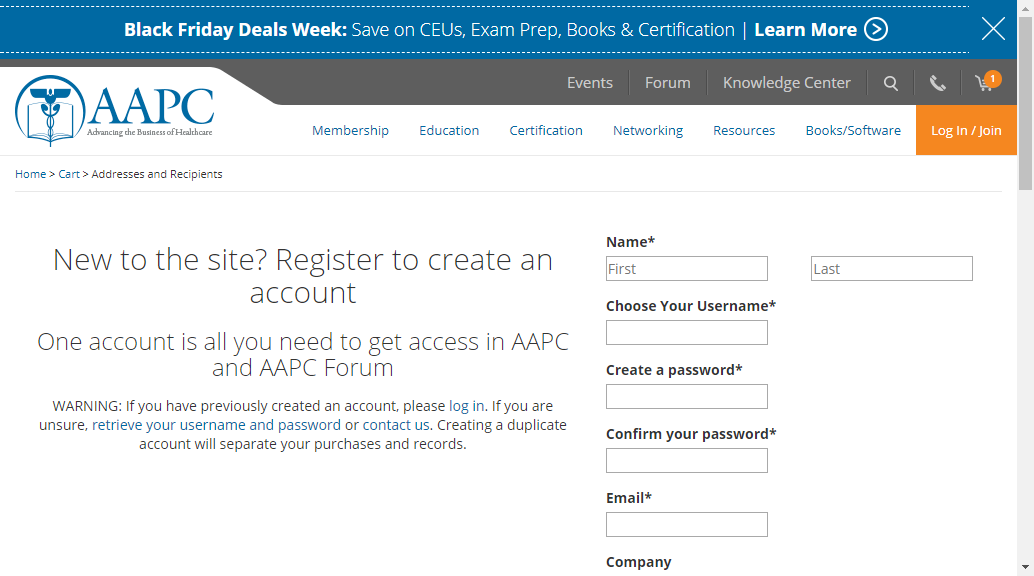 Black Friday Deals Week: Save on CEUs, Exam Prep, Books & Certification | Learn More
Events
Forum
Knowledge Center
1
AAPC
Advancing the Business of Healthcare
Membership
Education
Certification
Networking
Resources
Books/Software
Log In / Join
Home > Cart > Addresses and Recipients
New to the site? Register to create an
account
One account is all you need to get access in AAPC
and AAPC Forum
WARNING: If you have previously created an account, please log in. If you are
unsure, retrieve your username and password or contact us. Creating a duplicate
account will separate your purchases and records.
Name*
First
Last
Choose Your Username*
Create a password*
Confirm your password*
Email*
Company